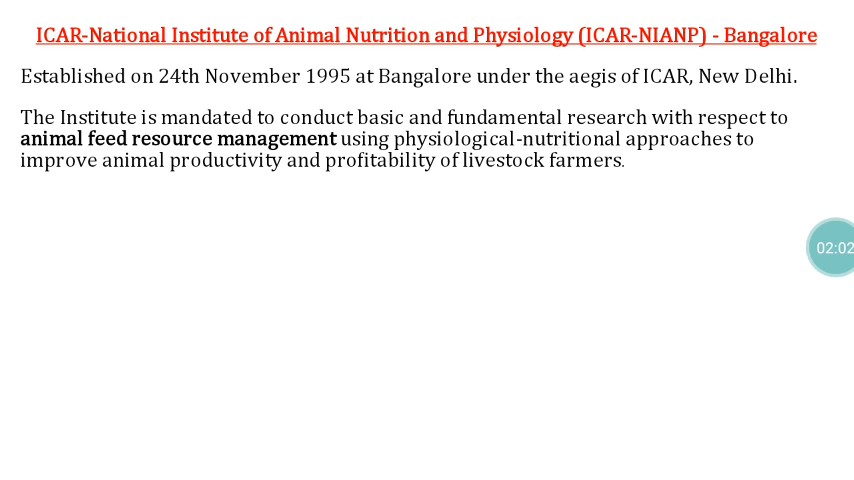 ICAR-National Institute of Animal Nutrition and Physiology (ICAR-NIANP) - Bangalore
Established on 24th November 1995 at Bangalore under the aegis of ICAR, New Delhi.
The Institute is mandated to conduct basic and fundamental research with respect to
animal feed resource management using physiological-nutritional approaches to
improve animal productivity and profitability of livestock farmers.
02:02